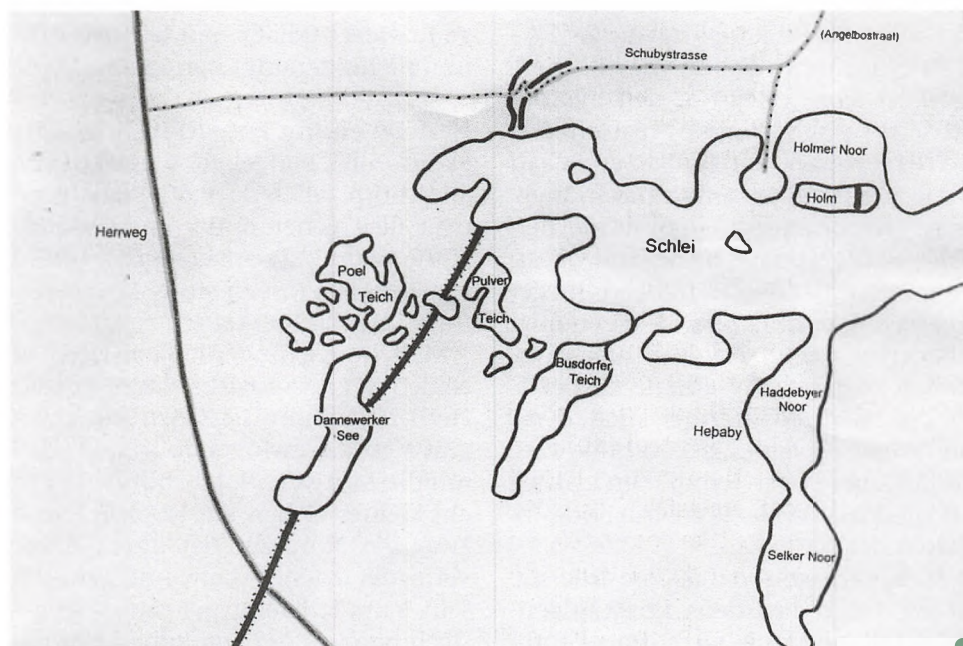 (Angelbostraat)
Schubystrasse
Holmer Noor
Holm
Herrweg
Schlei
Poel
Teich
Pulver
Teich
Busdorfer
Teich
Haddebyer
Noor
Dannewerker
See
Hepaby
Selker Noor